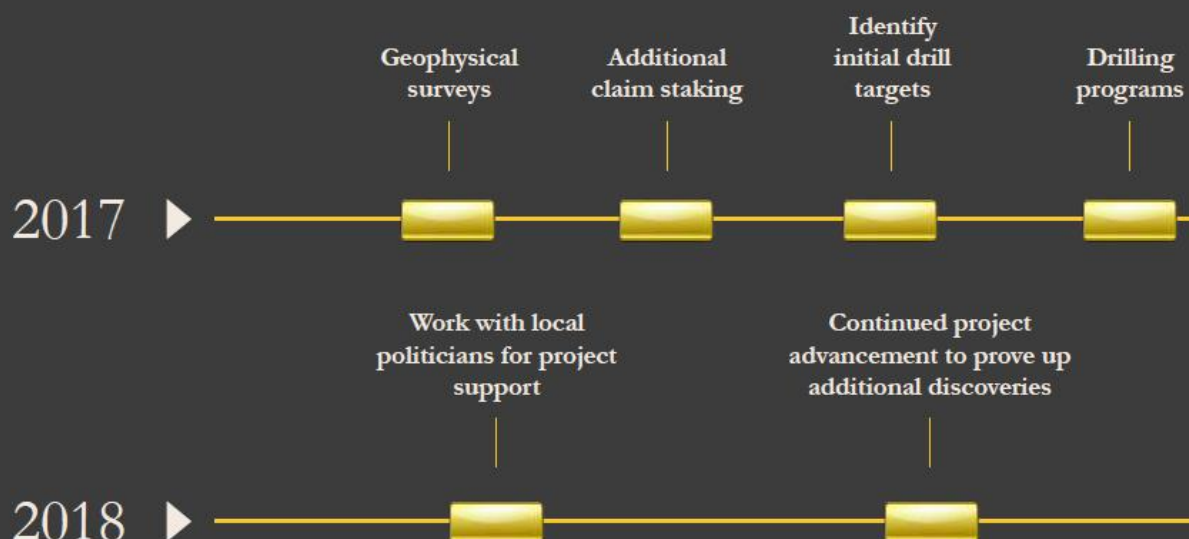 Geophysical
surveys
Additional
claim staking
Identify
initial drill
targets
Drilling
programs
2017
Work with local
politicians for project
support
Continued project
advancement to prove up
additional discoveries
2018